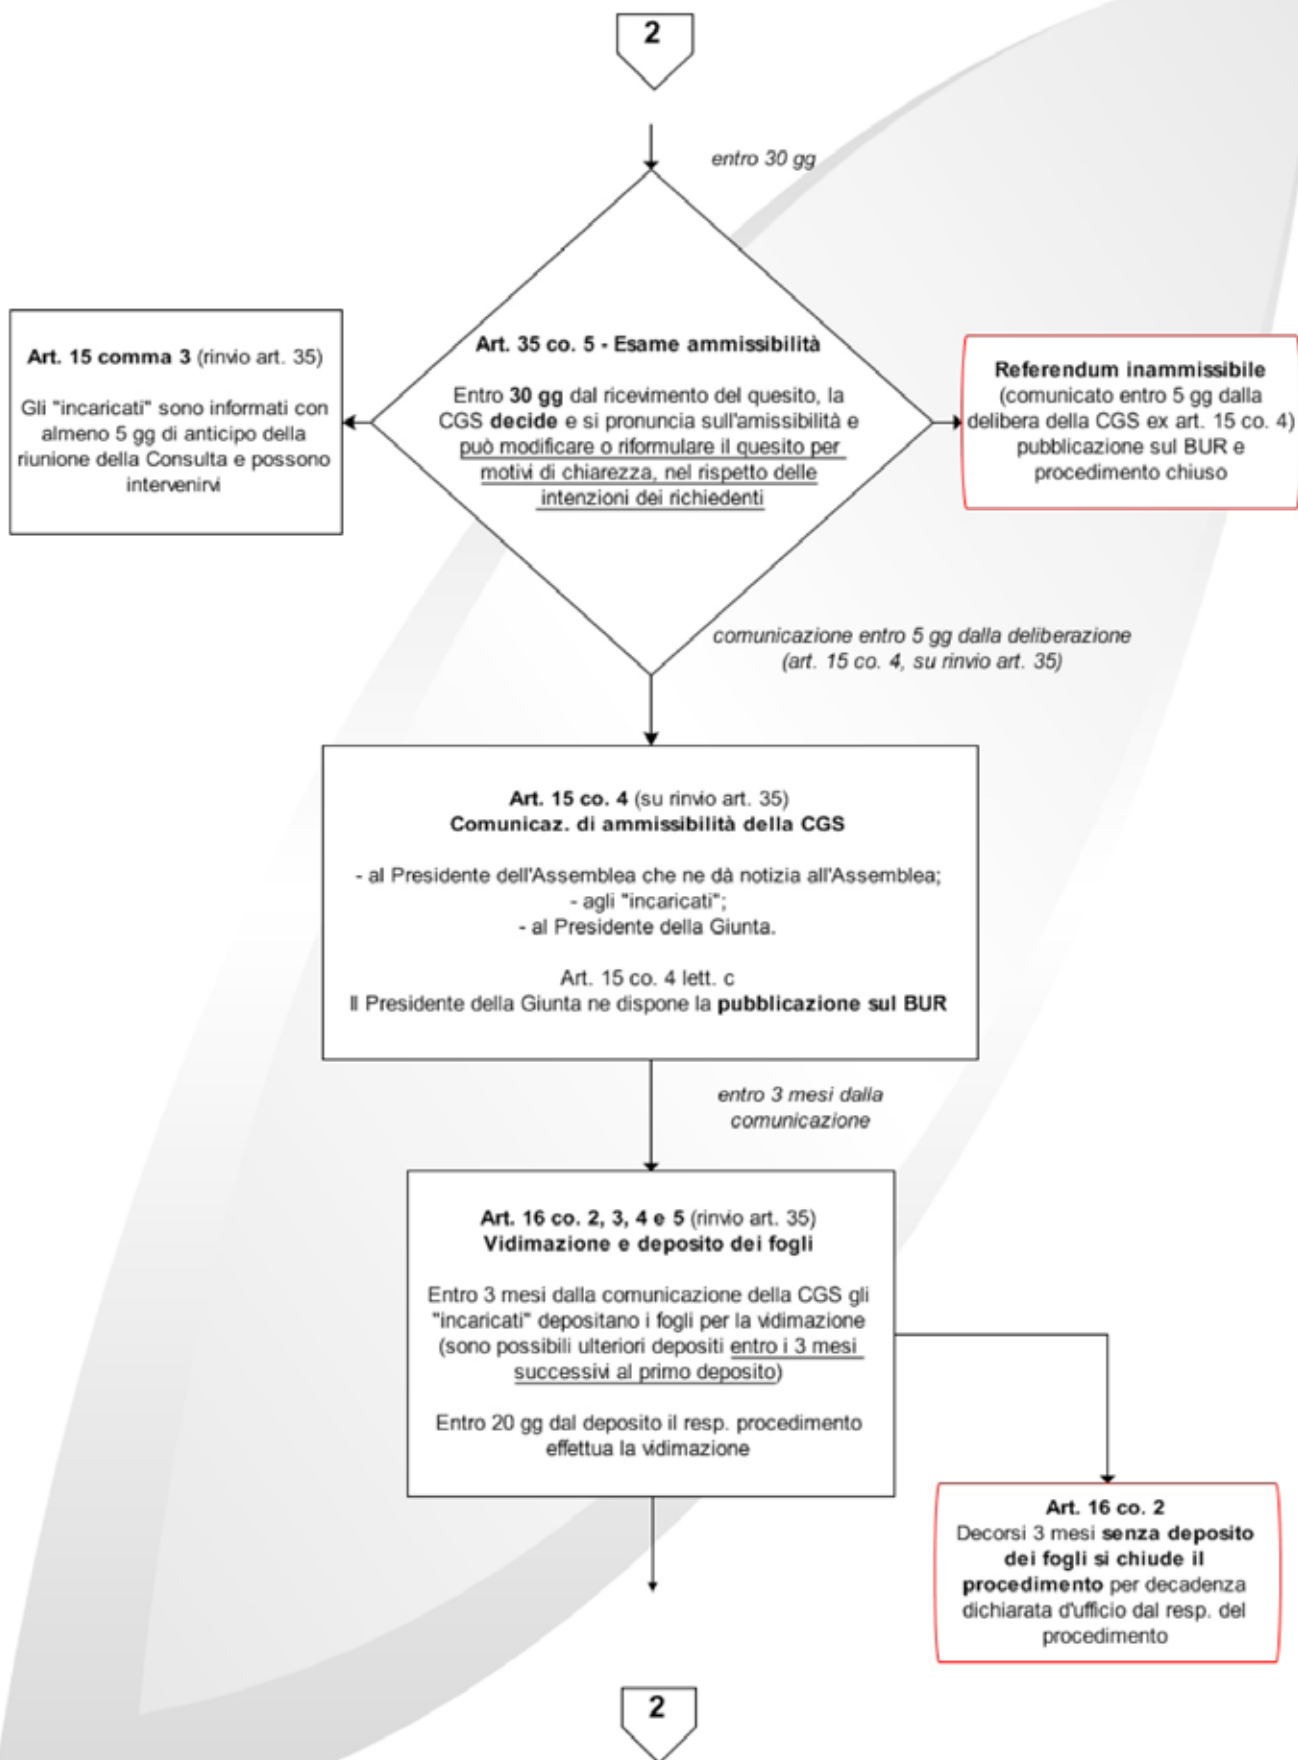 2
entro 30 gg
Art. 35 co. 5 - Esame ammissibilità
Entro 30 gg dal ricevimento del quesito, la
CGS decide e si pronuncia sull'amissibilità e
può modificare o riformulare il quesito per
motivi di chiarezza, nel rispetto delle
intenzioni dei richiedenti
Art. 15 comma 3 (rinvio art. 35)
Gli "incaricati" sono informati con
almeno 5 gg di anticipo della
riunione della Consulta e possono
intervenirvi
Referendum inammissibile
(comunicato entro 5 gg dalla
delibera della CGS ex art. 15 co. 4)
pubblicazione sul BUR e
procedimento chiuso
comunicazione entro 5 gg dalla deliberazione
(art. 15 co. 4, su rinvio art. 35)
Art. 15 co. 4 (su rinvio art. 35)
Comunicaz. di ammissibilità della CGS
- al Presidente dell'Assemblea che ne dà notizia all'Assemblea;
- agli "incaricati";
- al Presidente della Giunta.
Art. 15 co. 4 lett. c
Il Presidente della Giunta ne dispone la pubblicazione sul BUR
entro 3 mesi dalla
comunicazione
Art. 16 co. 2, 3, 4 e 5 (rinvio art. 35)
Vidimazione e deposito dei fogli
Entro 3 mesi dalla comunicazione della CGS gli
"incaricati" depositano i fogli per la vidimazione
(sono possibili ulteriori depositi entro i 3 mesi
successivi al primo deposito)
Entro 20 gg dal deposito il resp. procedimento
effettua la vidimazione
Art. 16 co. 2
Decorsi 3 mesi senza deposito
dei fogli si chiude il
procedimento per decadenza
dichiarata d'ufficio dal resp. del
procedimento
2